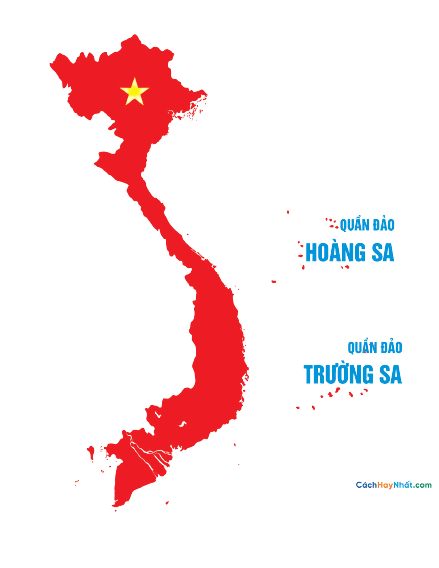 QUẦN ĐẢO
HOÀNG SA
QUẦN ĐẢO
TRƯỜNG SA
CáchHayNhất.com